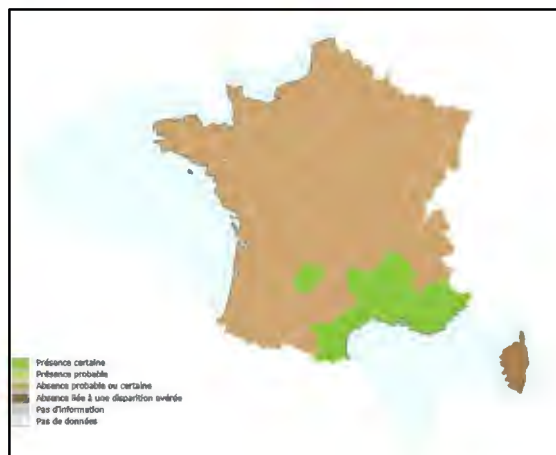 Présence certaine
Présence probable
Absence probable ou certaine
Absence liée à une disparition avérée
Pas d'information
Pas de données